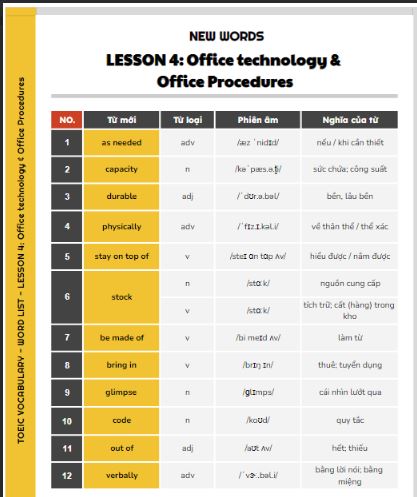 NEW WORDS
LESSON 4: Office technology &
Office Procedures
TOEIC VOCABULARY - WORD LIST - LESSON 4: Office technology & Office Procedures
NO. Từ mới Từ loại Phiên âm Nghĩa của từ
1 as needed adv /æz ˈnidɪd/ nếu / khi cần thiết
2 capacity n /kəˈpæs.ə.t̬i/ sức chứa; công suất
3 durable adj /ˈdʊr.ə.bəl/ bền, lâu bền
4 physically adv /ˈfɪz.ɪ.kəl.i/ về thân thể / thể xác
5 stay on top of v /steɪ ɑn tɑp ʌv/ hiểu được / nắm được
6 stock n /stɑːk/ nguồn cung cấp
v /stɑːk/ tích trữ; cất (hàng) trong
kho
7 be made of v /bi meɪd ʌv/ làm từ
8 bring in v /brɪŋ ɪn/ thuê; tuyển dụng
9 glimpse n /ɡlɪmps/ cái nhìn lướt qua
10 code n /koʊd/ quy tắc
11 out of adj /aʊt ʌv/ hết; thiếu
12 verbally adv /ˈvɝː.bəl.i/ bằng lời nói; bằng
miệng